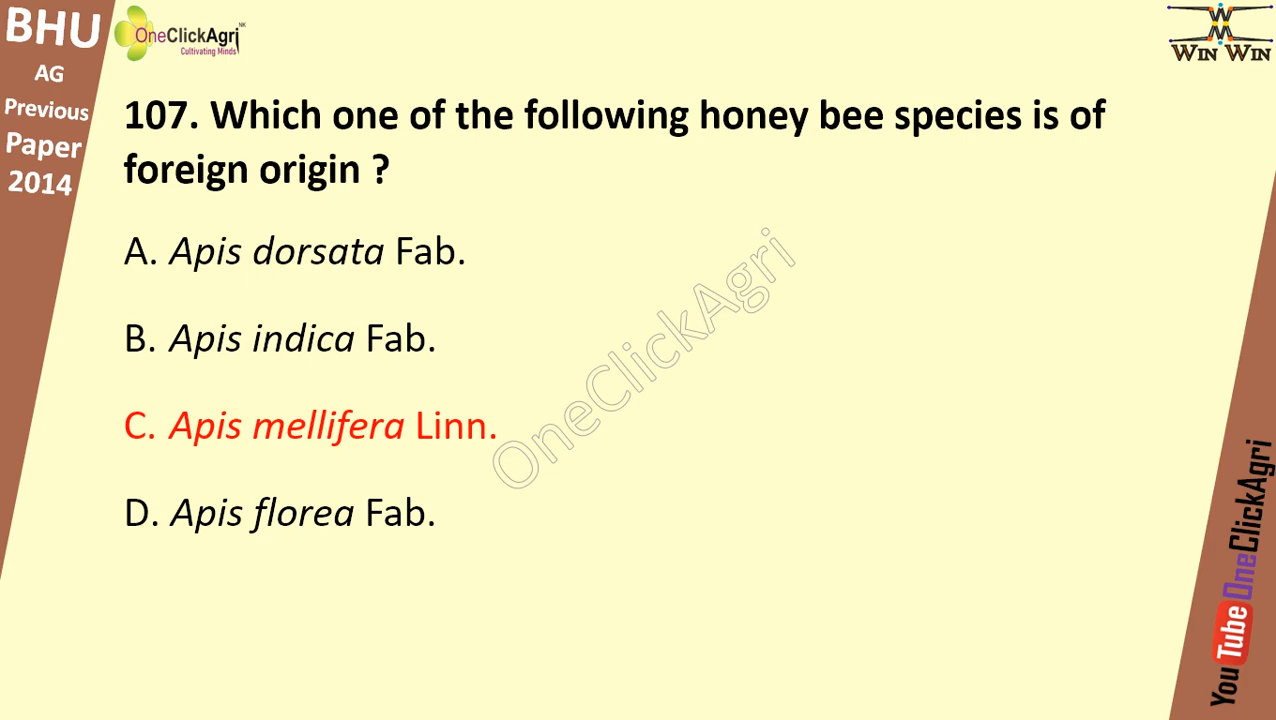 BHU
AG
Previous
Paper
2014
OneClickAgri NK
Cultivating Minds
WIN WIN
107. Which one of the following honey bee species is of
foreign origin ?
A. Apis dorsata Fab.
B. Apis indica Fab.
C. Apis mellifera Linn.
D. Apis florea Fab.
OneClickAgri
YouTube OneClickAgri